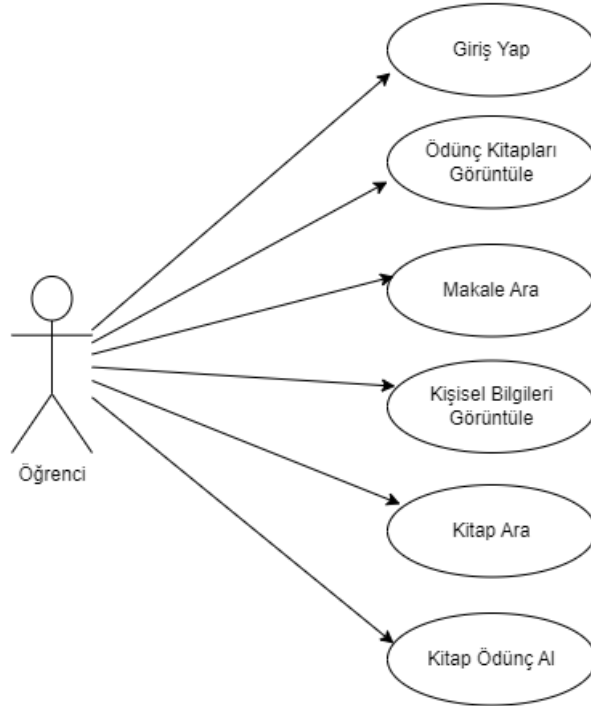 Giriş Yap
Ödünç Kitapları
Görüntüle
Makale Ara
Kişisel Bilgileri
Görüntüle
Öğrenci
Kitap Ara
Kitap Ödünç Al